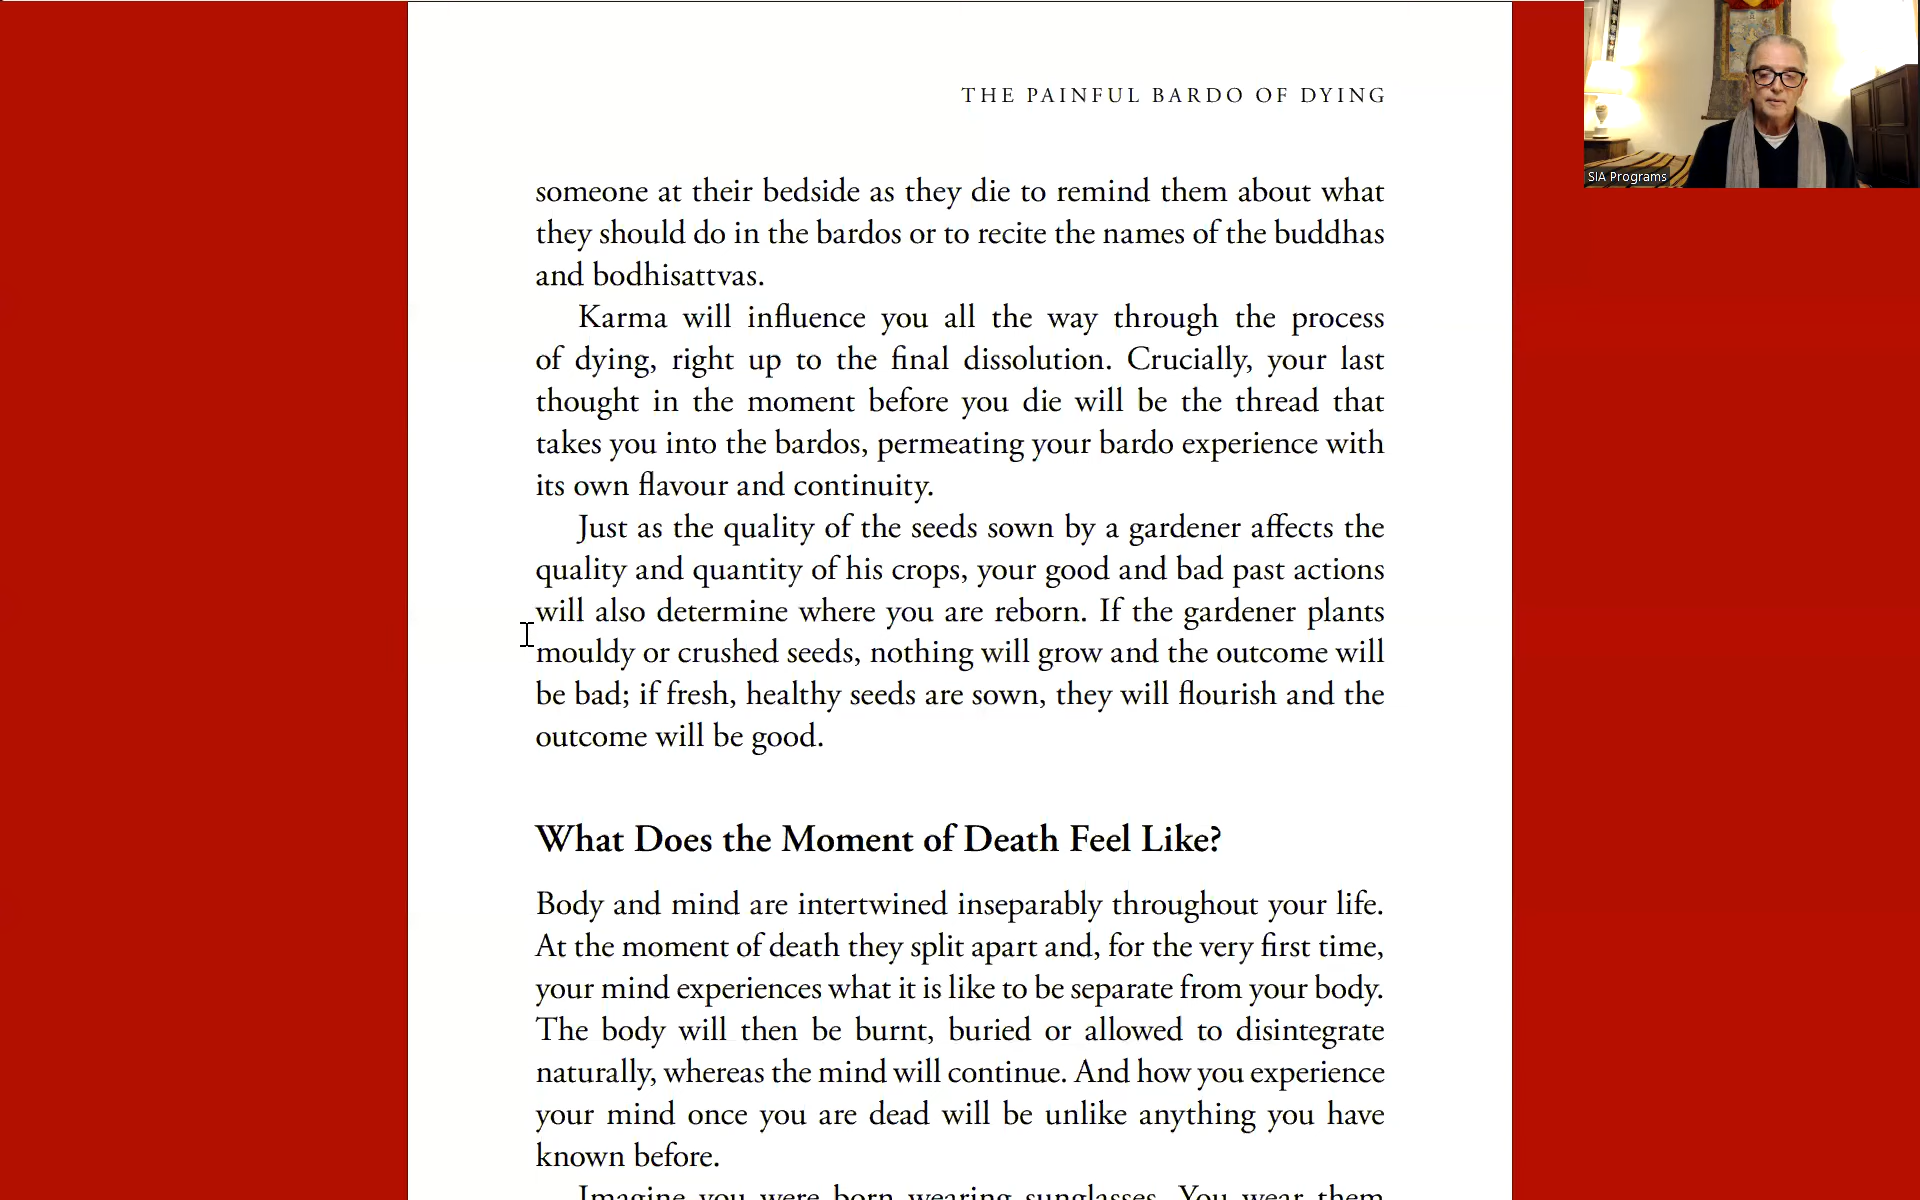 THE PAINFUL BARDO OF DYING
SIA Programs
someone at their bedside as they die to remind them about what
they should do in the bardos or to recite the names of the buddhas
and bodhisattvas.
Karma will influence you all the way through the process
of dying, right up to the final dissolution. Crucially, your last
thought in the moment before you die will be the thread that
takes you into the bardos, permeating your bardo experience with
its own flavour and continuity.
Just as the quality of the seeds sown by a gardener affects the
quality and quantity of his crops, your good and bad past actions
will also determine where you are reborn. If the gardener plants
mouldy or crushed seeds, nothing will grow and the outcome will
be bad; if fresh, healthy seeds are sown, they will flourish and the
outcome will be good.
What Does the Moment of Death Feel Like?
Body and mind are intertwined inseparably throughout your life.
At the moment of death they split apart and, for the very first time,
your mind experiences what it is like to be separate from your body.
The body will then be burnt, buried or allowed to disintegrate
naturally, whereas the mind will continue. And how you experience
your mind once you are dead will be unlike anything you have
known before.
Imagine you were born wearing sunglasses. You wear them